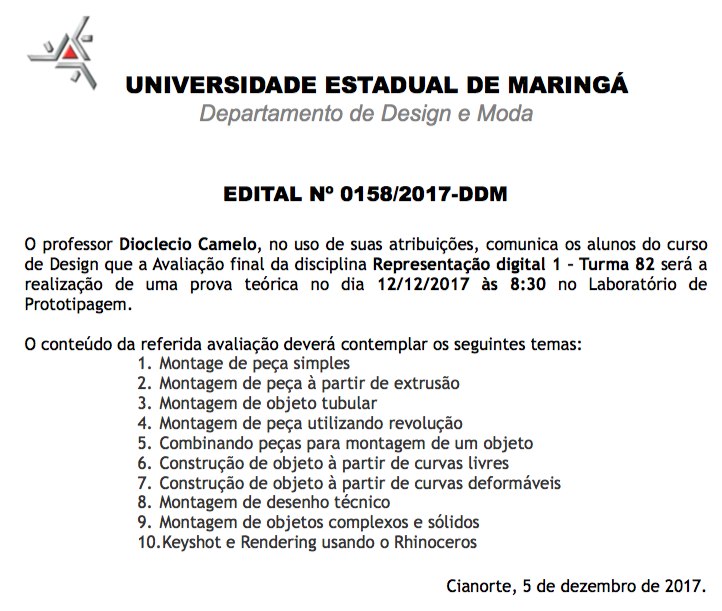 UNIVERSIDADE ESTADUAL DE MARINGÁ
Departamento de Design e Moda
EDITAL Nº 0158/2017-DDM
O professor Dioclecio Camelo, no uso de suas atribuições, comunica os alunos do curso
de Design que a Avaliação final da disciplina Representação digital 1 – Turma 82 será a
realização de uma prova teórica no dia 12/12/2017 às 8:30 no Laboratório de
Prototipagem.
O conteúdo da referida avaliação deverá contemplar os seguintes temas:
1. Montage de peça simples
2. Montagem de peça à partir de extrusão
3. Montagem de objeto tubular
4. Montagem de peça utilizando revolução
5. Combinando peças para montagem de um objeto
6. Construção de objeto à partir de curvas livres
7. Construção de objeto à partir de curvas deformáveis
8. Montagem de desenho técnico
9. Montagem de objetos complexos e sólidos
10.Keyshot e Rendering usando o Rhinoceros
Cianorte, 5 de dezembro de 2017.